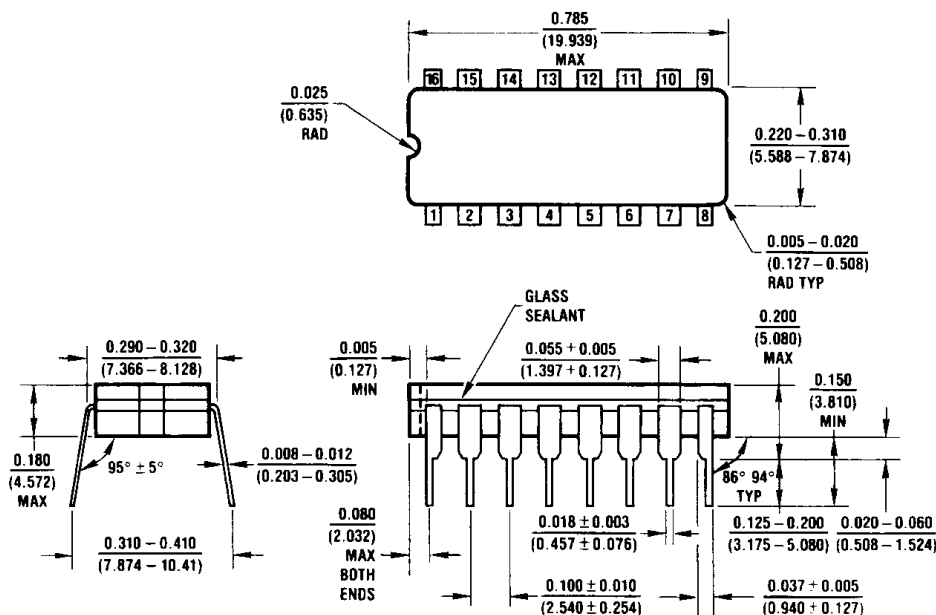 0.785
(19.939)
MAX
16 15 14 13 12 11 10 9
0.025
(0.635)
RAD
0.220 – 0.310
(5.588 – 7.874)
1 2 3 4 5 6 7 8
0.005 – 0.020
(0.127 – 0.508)
RAD TYP
GLASS
SEALANT
0.200
(5.080)
MAX
0.290 – 0.320
(7.366 – 8.128)
0.005
(0.127)
MIN
0.055 + 0.005
(1.397 + 0.127)
0.150
(3.810)
MIN
0.180
(4.572)
MAX
95° ± 5°
0.008 – 0.012
(0.203 – 0.305)
86° 94°
TYP
0.080
(2.032)
MAX
BOTH
ENDS
0.018 ± 0.003
(0.457 ± 0.076)
0.125 – 0.200
(3.175 – 5.080)
0.020 – 0.060
(0.508 – 1.524)
0.310 – 0.410
(7.874 – 10.41)
0.100 ± 0.010
(2.540 ± 0.254)
0.037 ± 0.005
(0.940 ± 0.127)